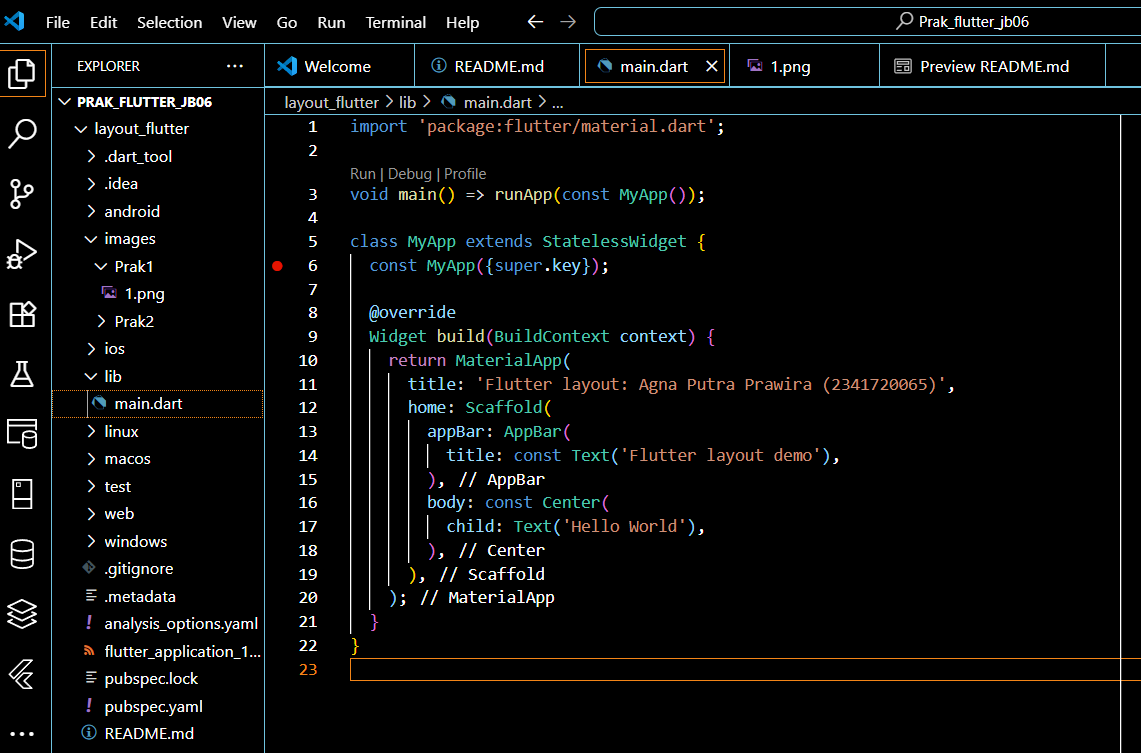 File Edit Selection View Go Run Terminal Help
Prak_flutter_jb06
EXPLORER
PRAK_FLUTTER_JB06
layout_flutter
.dart_tool
.idea
android
images
Prak1
1.png
Prak2
ios
lib
main.dart
linux
macos
test
web
windows
.gitignore
.metadata
! analysis_options.yaml
flutter_application_1...
pubspec.lock
! pubspec.yaml
README.md
Welcome README.md main.dart 1.png Preview README.md
layout_flutter > lib > main.dart > ...
1 import 'package:flutter/material.dart';
2
Run | Debug | Profile
3 void main() => runApp(const MyApp());
4
5 class MyApp extends StatelessWidget {
6   const MyApp({super.key});
7
8   @override
9   Widget build(BuildContext context) {
10     return MaterialApp(
11       title: 'Flutter layout: Agna Putra Prawira (2341720065)',
12       home: Scaffold(
13         appBar: AppBar(
14           title: const Text('Flutter layout demo'),
15         ), // AppBar
16         body: const Center(
17           child: Text('Hello World'),
18         ), // Center
19       ), // Scaffold
20     ); // MaterialApp
21   }
22 }
23